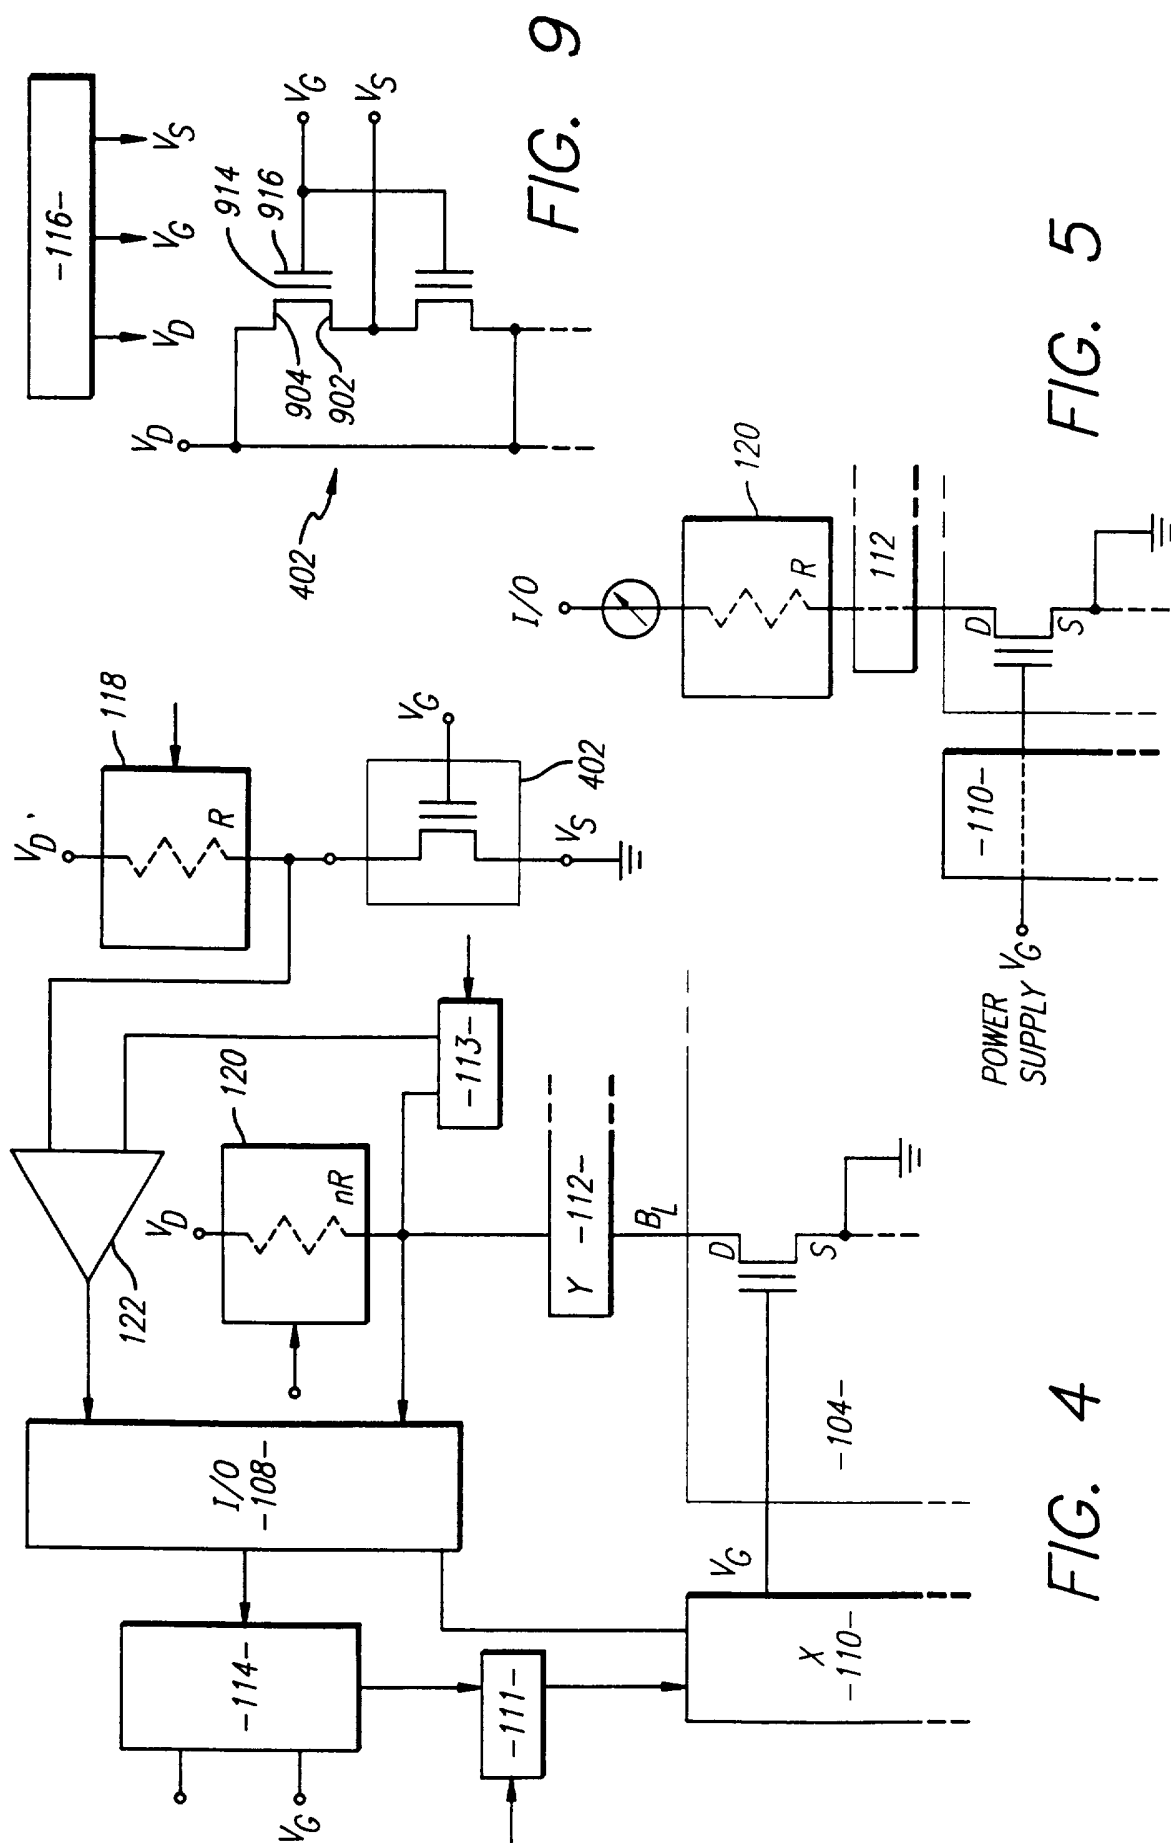 -116-
V_D
V_G
V_S
V_D
904
902
914
916
V_G
V_S
402
FIG. 9
V_D'
R
118
V_G
402
V_S
122
V_D
nR
120
-113-
I/O
-108-
-114-
V_G
-111-
X
-110-
V_G
-104-
Y -112-
B_L
D
S
FIG. 4
I/O
R
120
112
D
S
-110-
POWER
SUPPLY V_G
FIG. 5